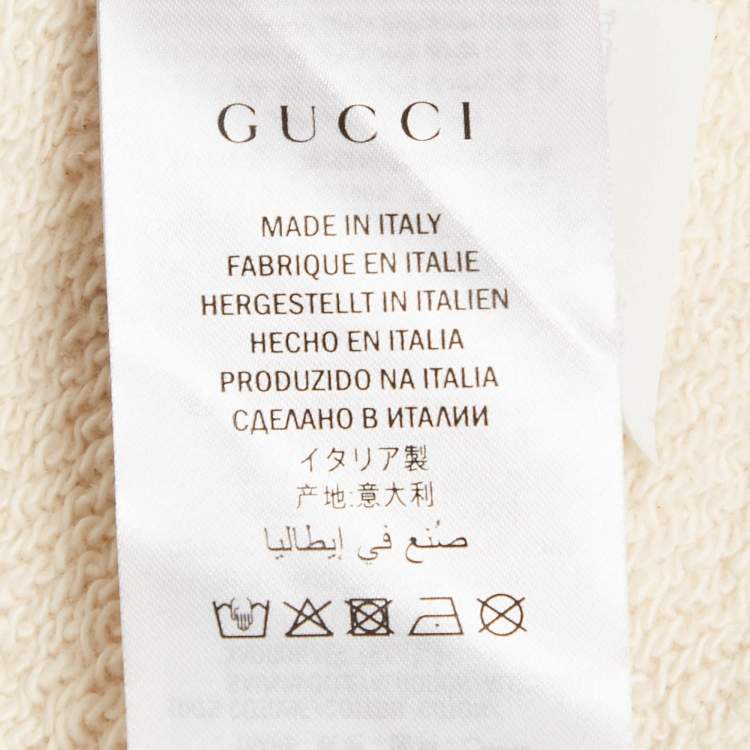 GUCCI
MADE IN ITALY
FABRIQUE EN ITALIE
HERGESTELLT IN ITALIEN
HECHO EN ITALIA
PRODUZIDO NA ITALIA
СДЕЛАНО В ИТАЛИИ
イタリア製
产地:意大利
صُنع في إيطاليا